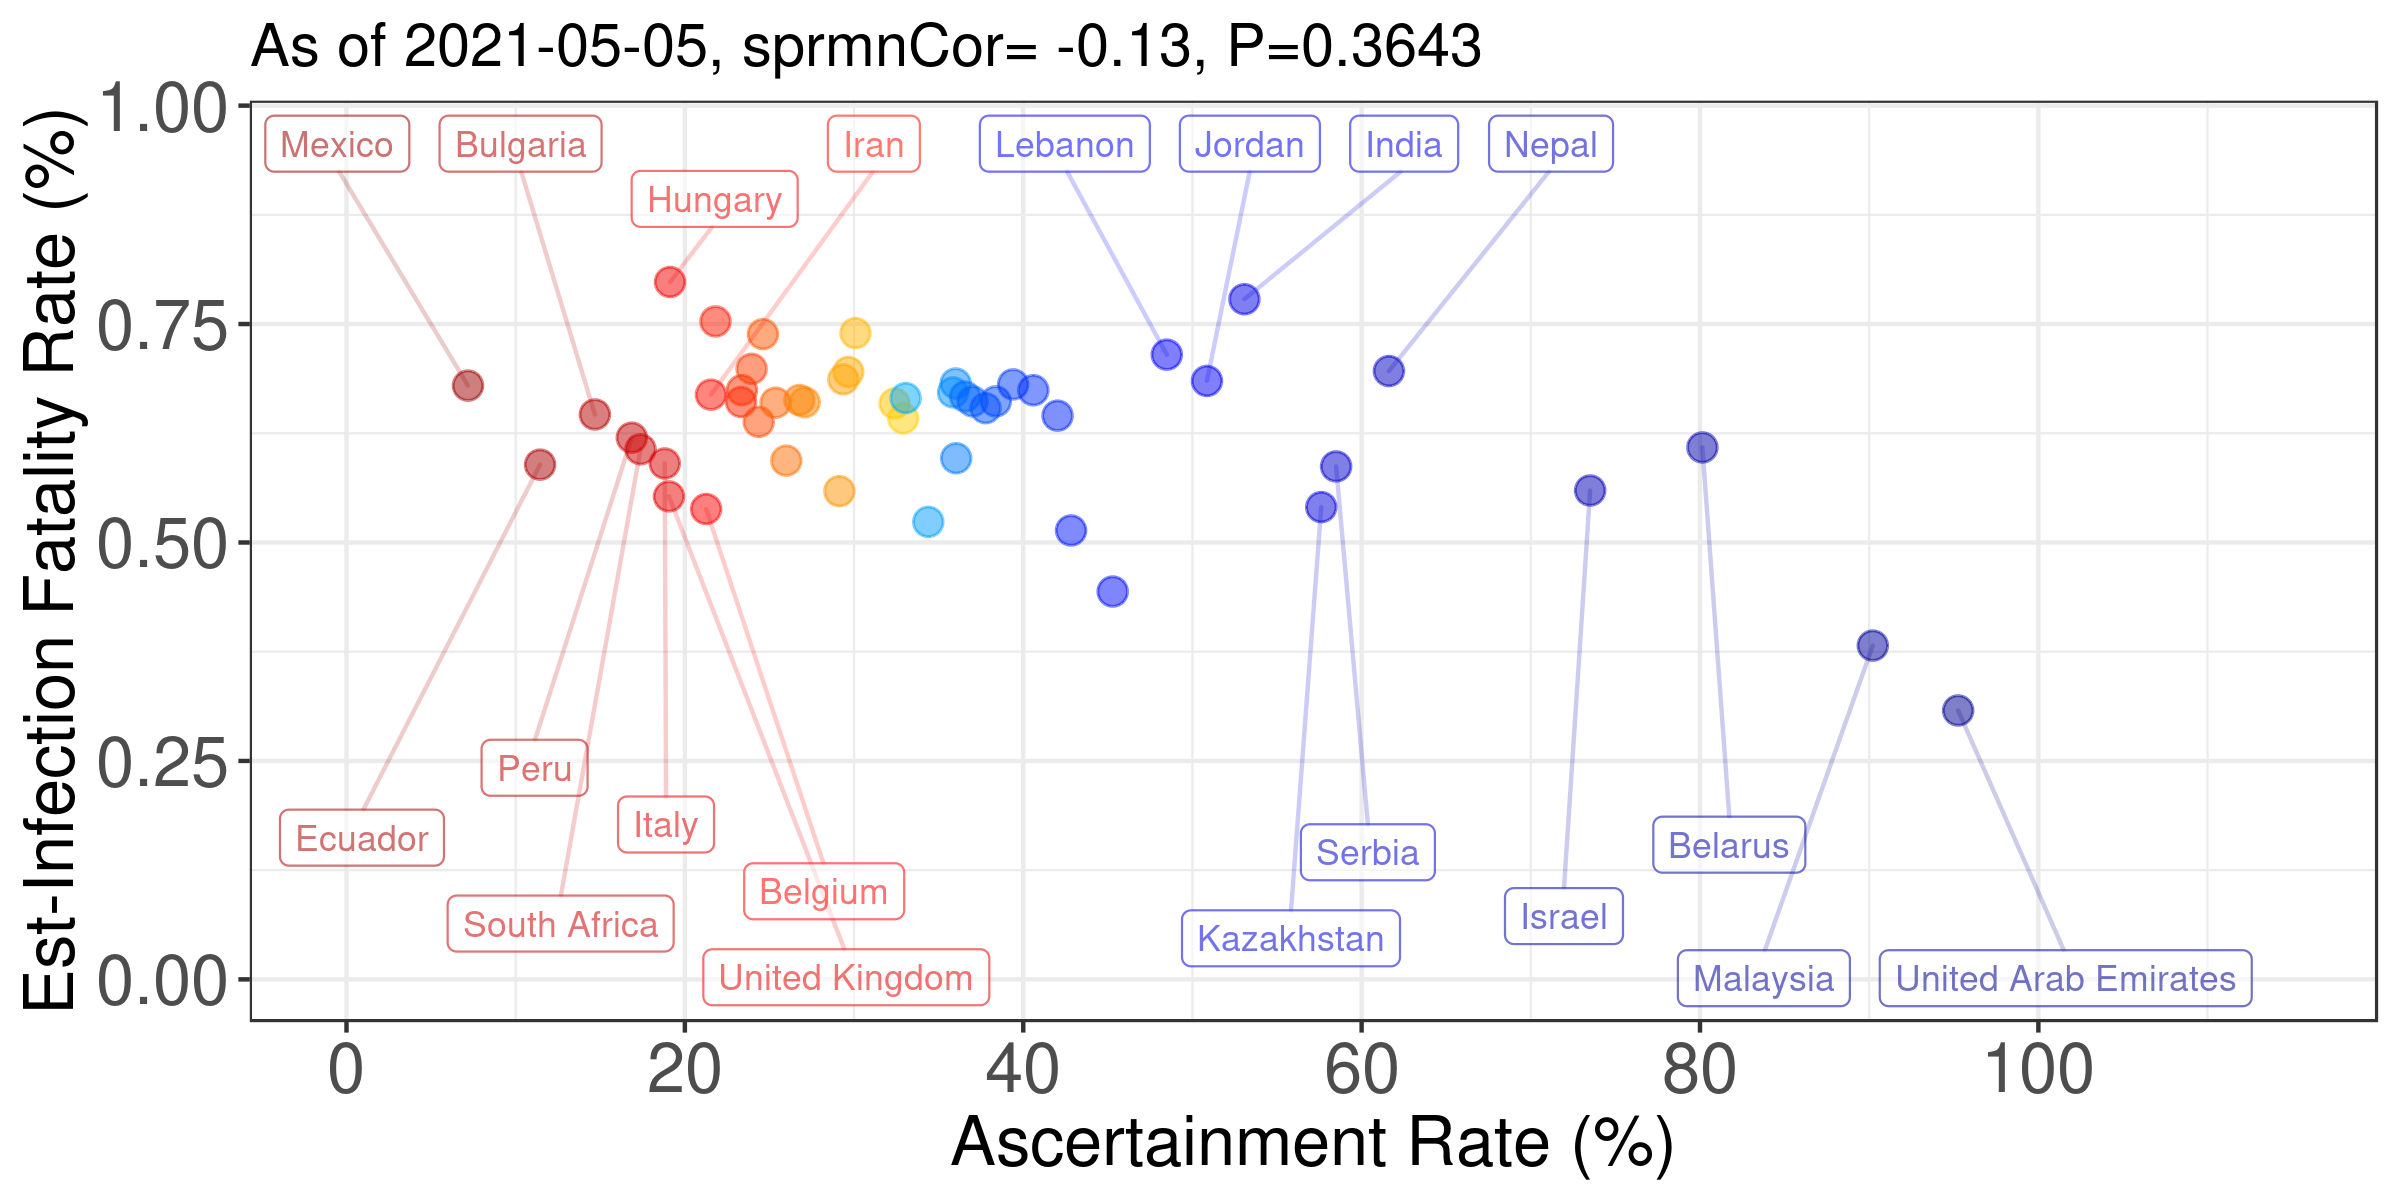 As of 2021-05-05, sprmnCor= -0.13, P=0.3643
Est-Infection Fatality Rate (%)
1.00
0.75
0.50
0.25
0.00
Mexico
Bulgaria
Iran
Lebanon
Jordan
India
Nepal
Hungary
Peru
Ecuador
Italy
Serbia
Belarus
Belgium
South Africa
Israel
Kazakhstan
United Kingdom
Malaysia
United Arab Emirates
0
20
40
60
80
100
Ascertainment Rate (%)